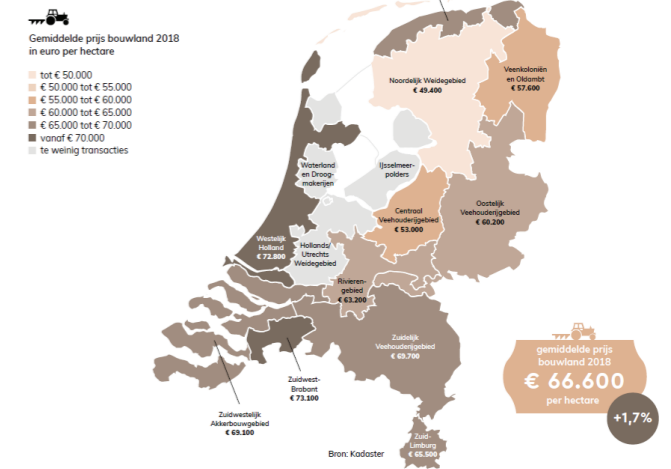 Gemiddelde prijs bouwland 2018
in euro per hectare
tot € 50.000
€ 50.000 tot € 55.000
€ 55.000 tot € 60.000
€ 60.000 tot € 65.000
€ 65.000 tot € 70.000
vanaf € 70.000
te weinig transacties
Noordelijk Weidegebied
€ 49.400
Veenkoloniën
en Oldambt
€ 57.600
Waterland
en Droog-
makerijen
IJsselmeer-
polders
Oostelijk
Veehouderijgebied
€ 60.200
Centraal
Veehouderijgebied
€ 53.000
Westelijk
Holland
€ 72.800
Hollands/
Utrechts
Weidegebied
Rivieren-
gebied
€ 63.200
Zuidelijk
Veehouderijgebied
€ 69.700
Zuidwest-
Brabant
€ 73.100
Zuidwestelijk
Akkerbouwgebied
€ 69.100
Zuid-
Limburg
€ 65.500
Bron: Kadaster
gemiddelde prijs
bouwland 2018
€ 66.600
per hectare
+1,7%